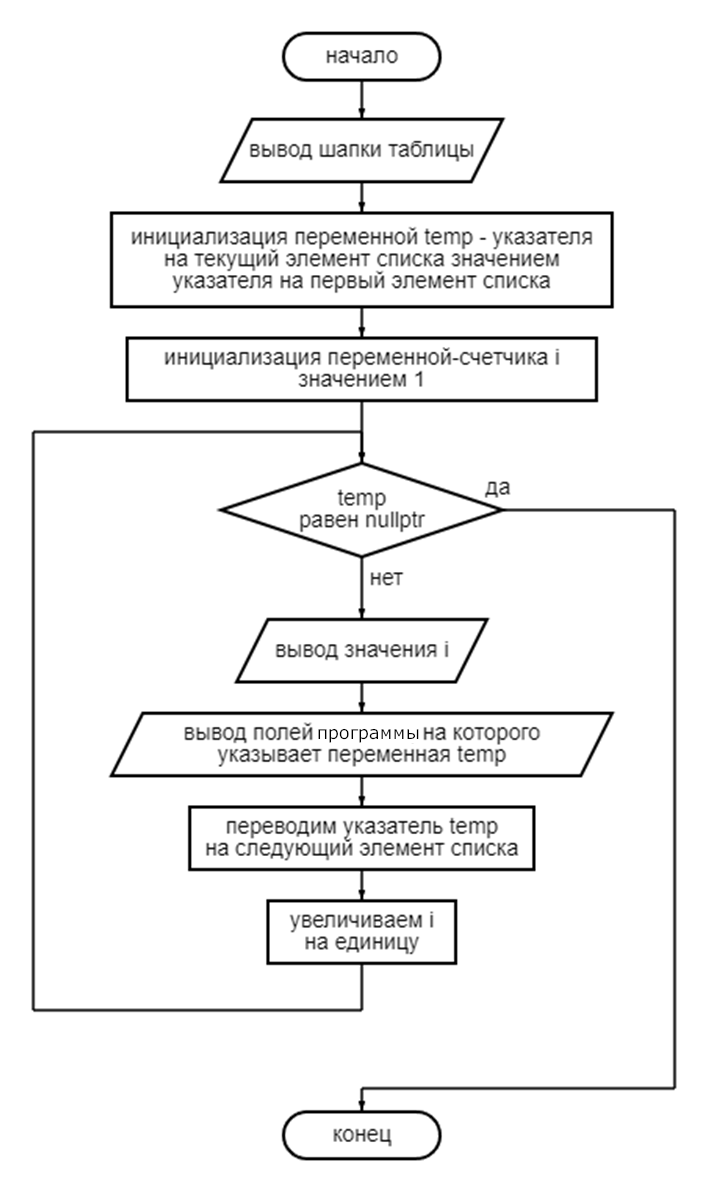 начало
вывод шапки таблицы
инициализация переменной temp - указателя
на текущий элемент списка значением
указателя на первый элемент списка
инициализация переменной-счетчика i
значением 1
temp
равен nullptr
да
нет
вывод значения i
вывод полей программы на которого
указывает переменная temp
переводим указатель temp
на следующий элемент списка
увеличиваем i
на единицу
конец